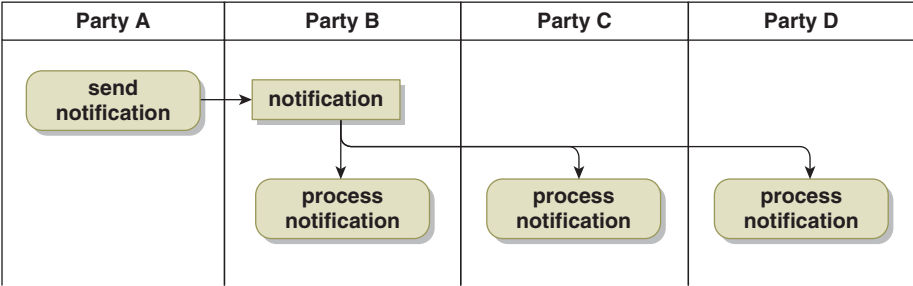 Party A
Party B
Party C
Party D
send
notification
notification
process
notification
process
notification
process
notification